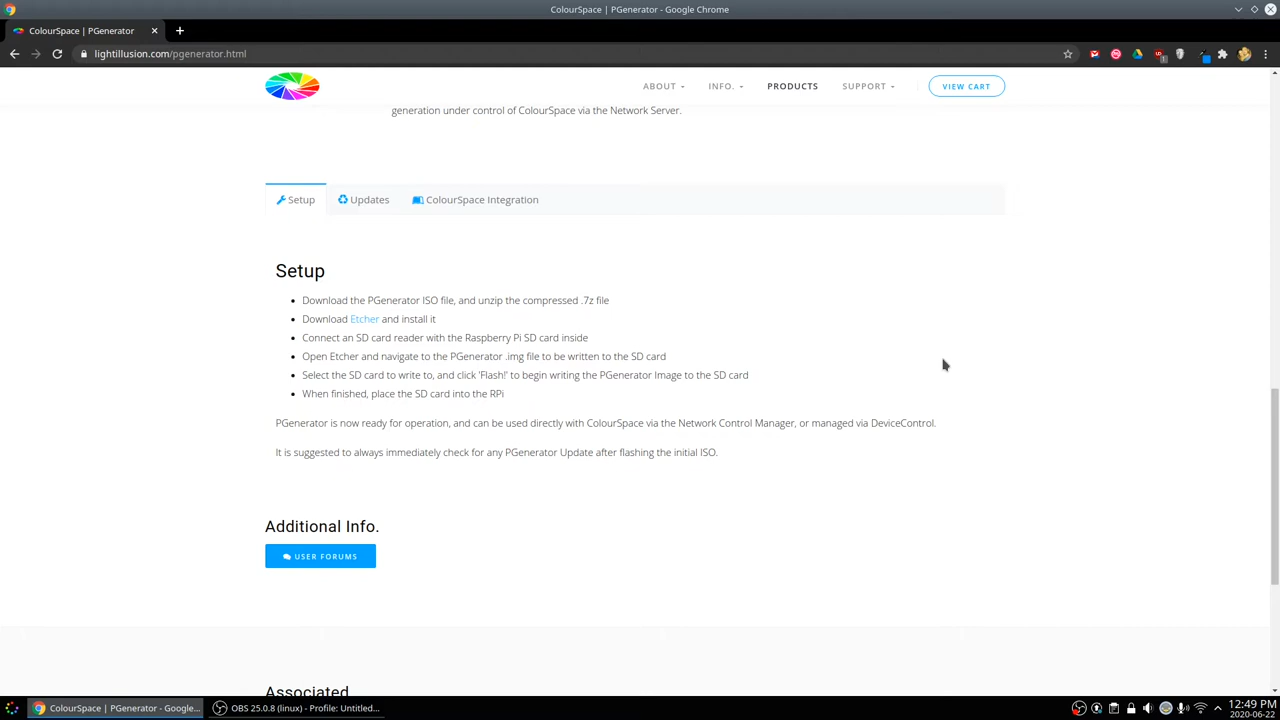 ColourSpace | PGenerator - Google Chrome
ColourSpace | PGenerator
lightillusion.com/pgenerator.html
ABOUT
INFO.
PRODUCTS
SUPPORT
VIEW CART
generation under control of ColourSpace via the Network Server.
Setup
Updates
ColourSpace Integration
Setup
Download the PGenerator ISO file, and unzip the compressed .7z file
Download Etcher and install it
Connect an SD card reader with the Raspberry Pi SD card inside
Open Etcher and navigate to the PGenerator .img file to be written to the SD card
Select the SD card to write to, and click 'Flash!' to begin writing the PGenerator Image to the SD card
When finished, place the SD card into the RPi
PGenerator is now ready for operation, and can be used directly with ColourSpace via the Network Control Manager, or managed via DeviceControl.
It is suggested to always immediately check for any PGenerator Update after flashing the initial ISO.
Additional Info.
USER FORUMS
Associated
ColourSpace | PGenerator - Google...
OBS 25.0.8 (linux) - Profile: Untitled...
12:49 PM
2020-06-22